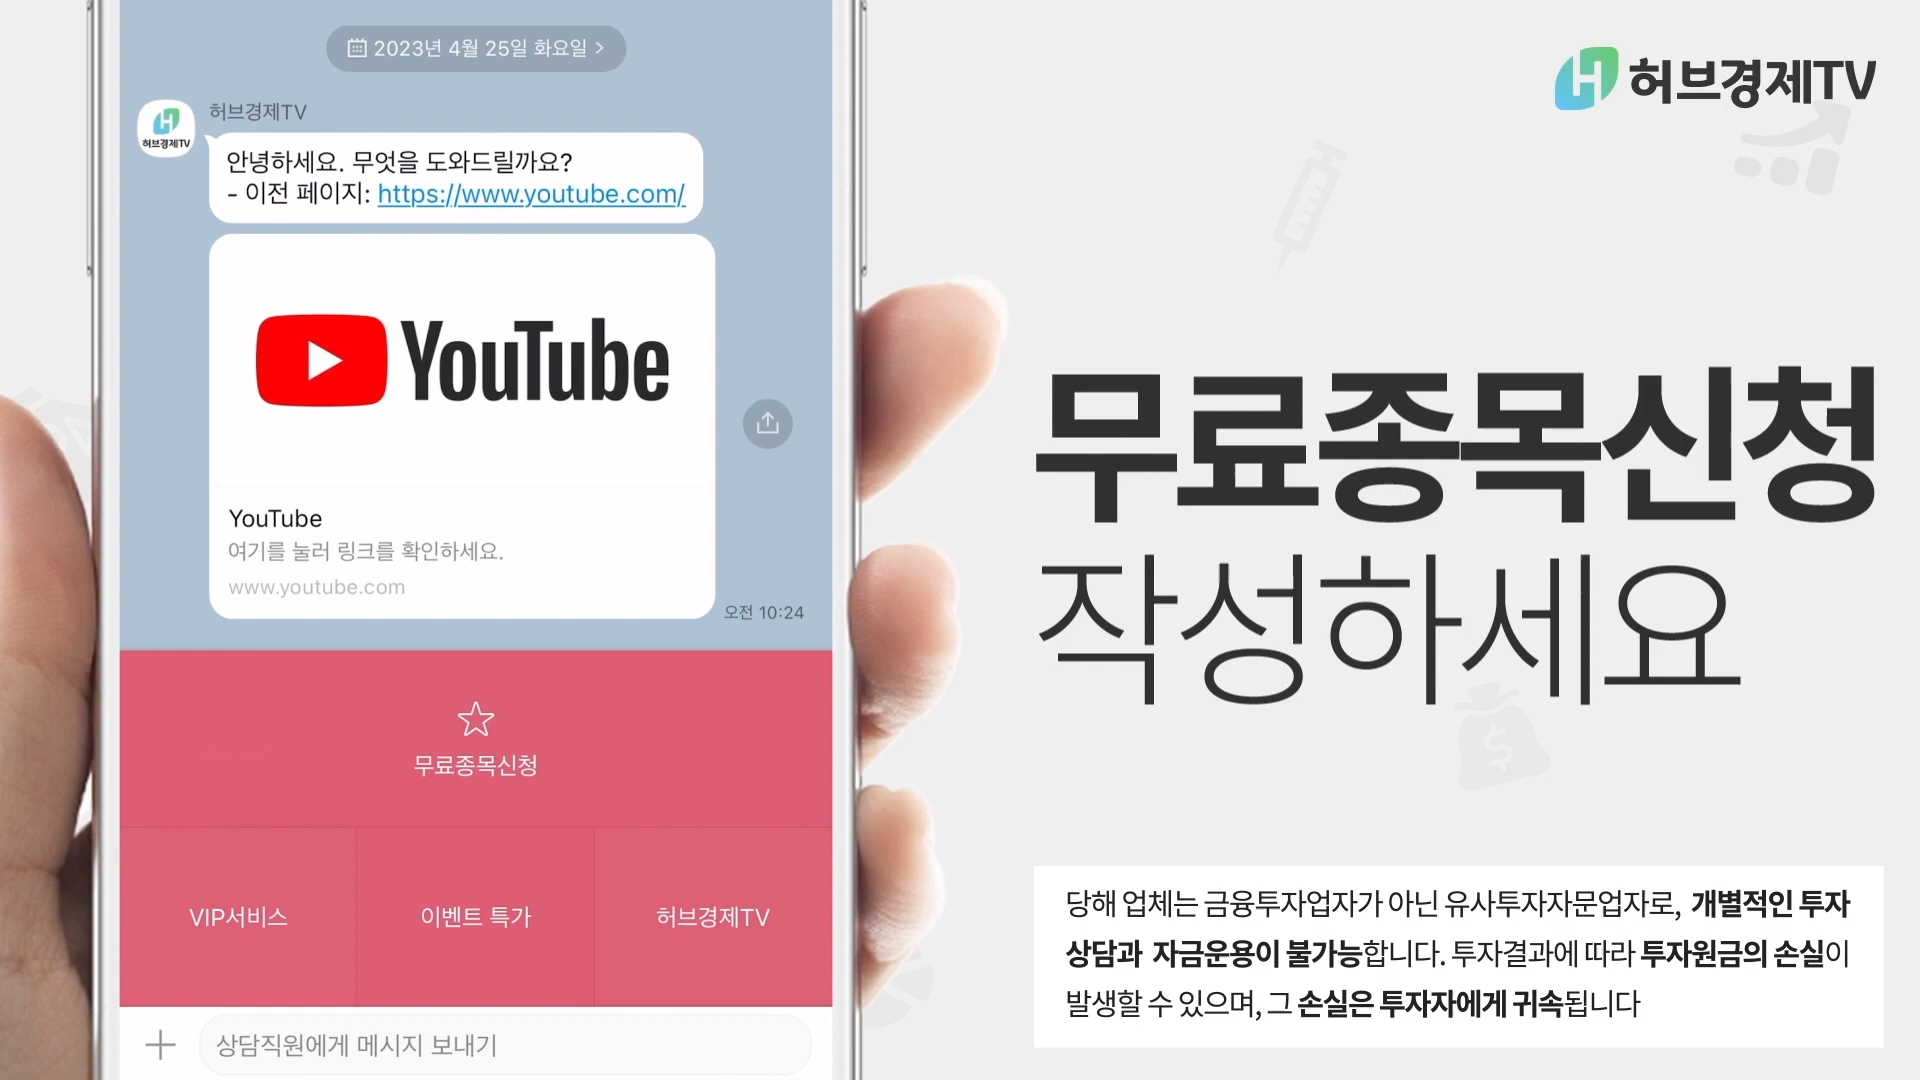 2023년 4월 25일 화요일 >
허브경제TV
허브경제TV
안녕하세요. 무엇을 도와드릴까요?
- 이전 페이지: https://www.youtube.com/
YouTube
YouTube
여기를 눌러 링크를 확인하세요.
www.youtube.com
오전 10:24
무료종목신청
VIP서비스
이벤트 특가
허브경제TV
상담직원에게 메시지 보내기
허브경제TV
무료종목신청
작성하세요
당해 업체는 금융투자업자가 아닌 유사투자자문업자로, 개별적인 투자
상담과 자금운용이 불가능합니다. 투자결과에 따라 투자원금의 손실이
발생할 수 있으며, 그 손실은 투자자에게 귀속됩니다